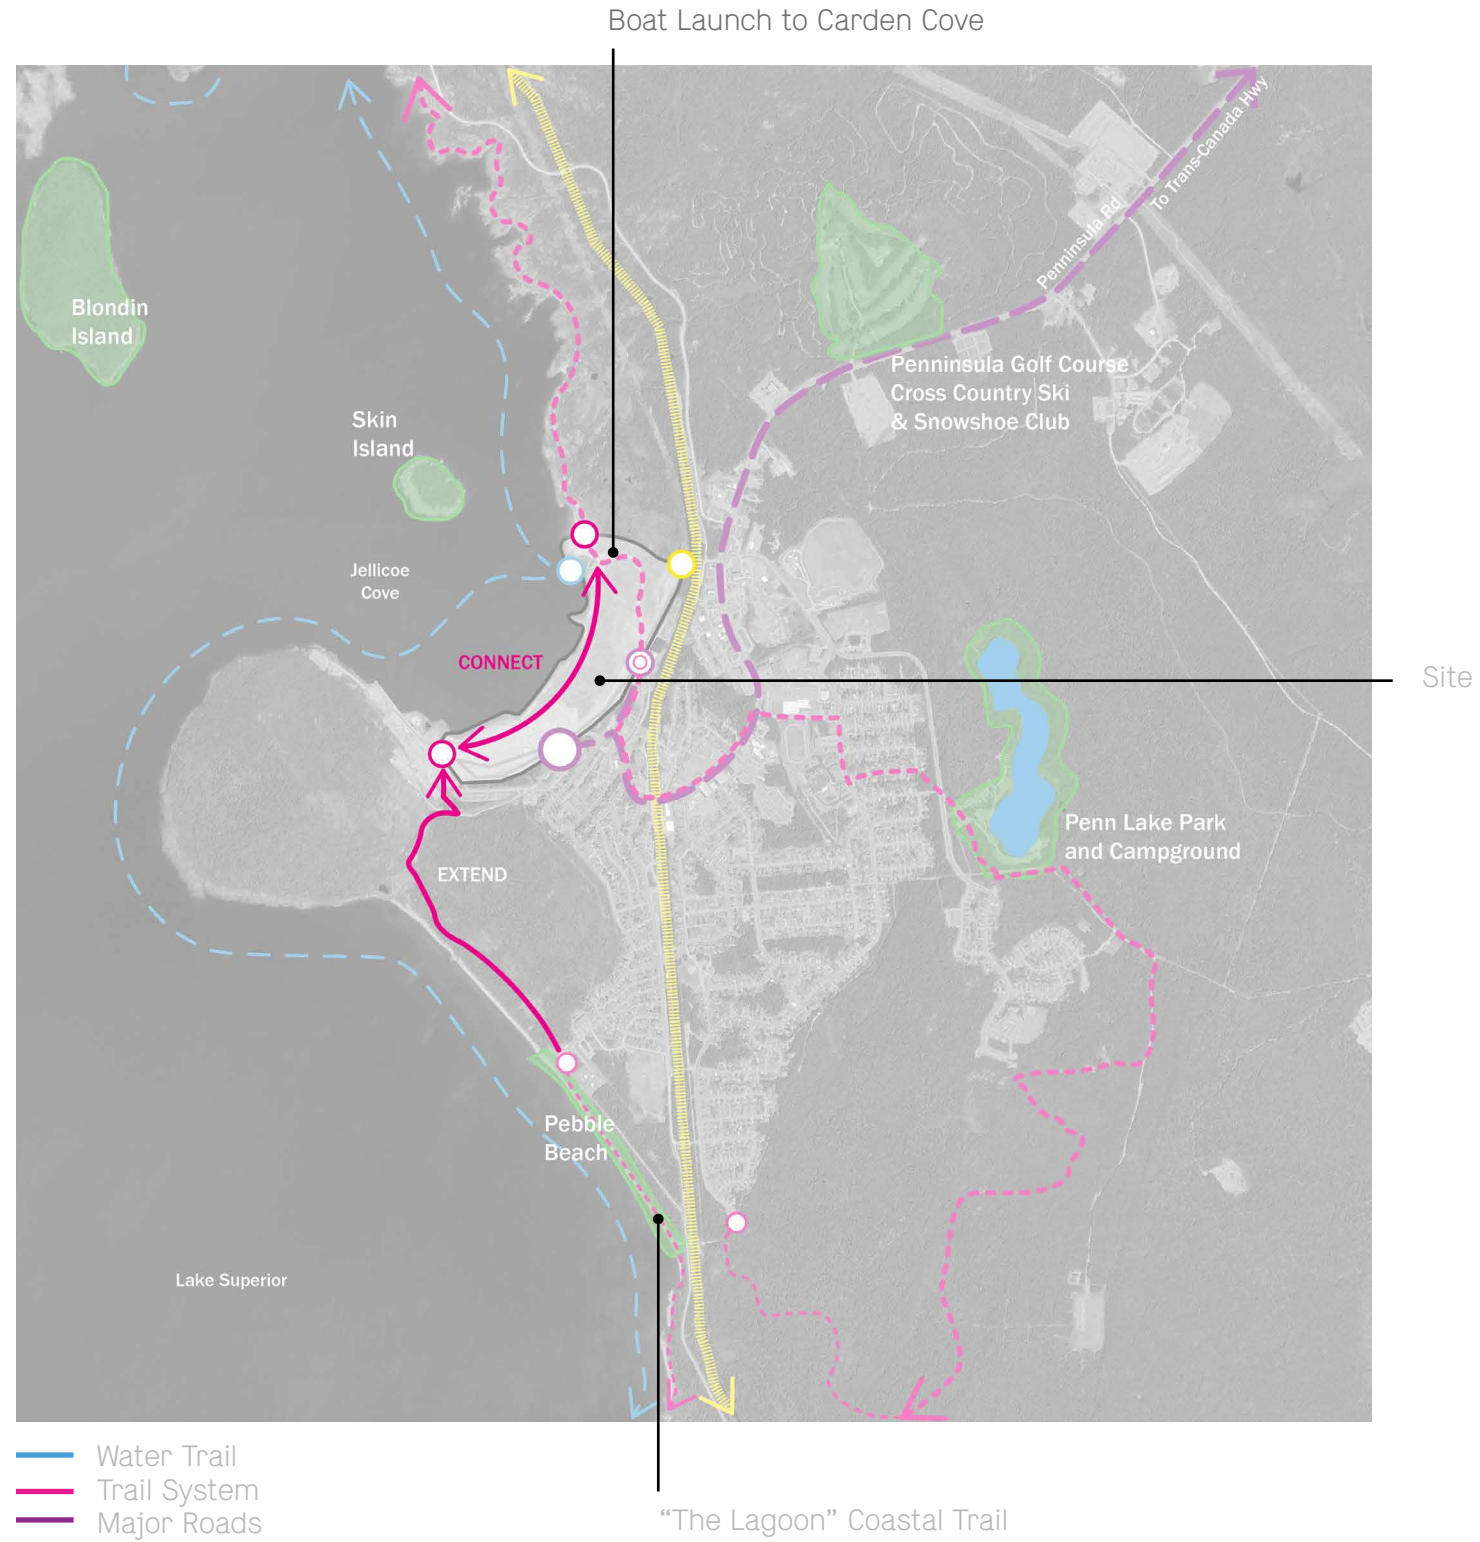 Boat Launch to Carden Cove
To Trans-Canada Hwy
Penninsula Rd
Blondin
Island
Penninsula Golf Course
Cross Country Ski
& Snowshoe Club
Skin
Island
Jellicoe
Cove
CONNECT
Site
Penn Lake Park
and Campground
EXTEND
Pebble
Beach
Lake Superior
Water Trail
Trail System
Major Roads
“The Lagoon” Coastal Trail